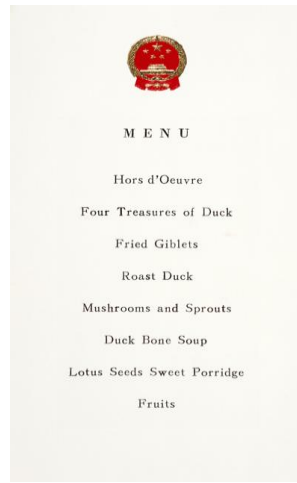 MENU
Hors d'Oeuvre
Four Treasures of Duck
Fried Giblets
Roast Duck
Mushrooms and Sprouts
Duck Bone Soup
Lotus Seeds Sweet Porridge
Fruits